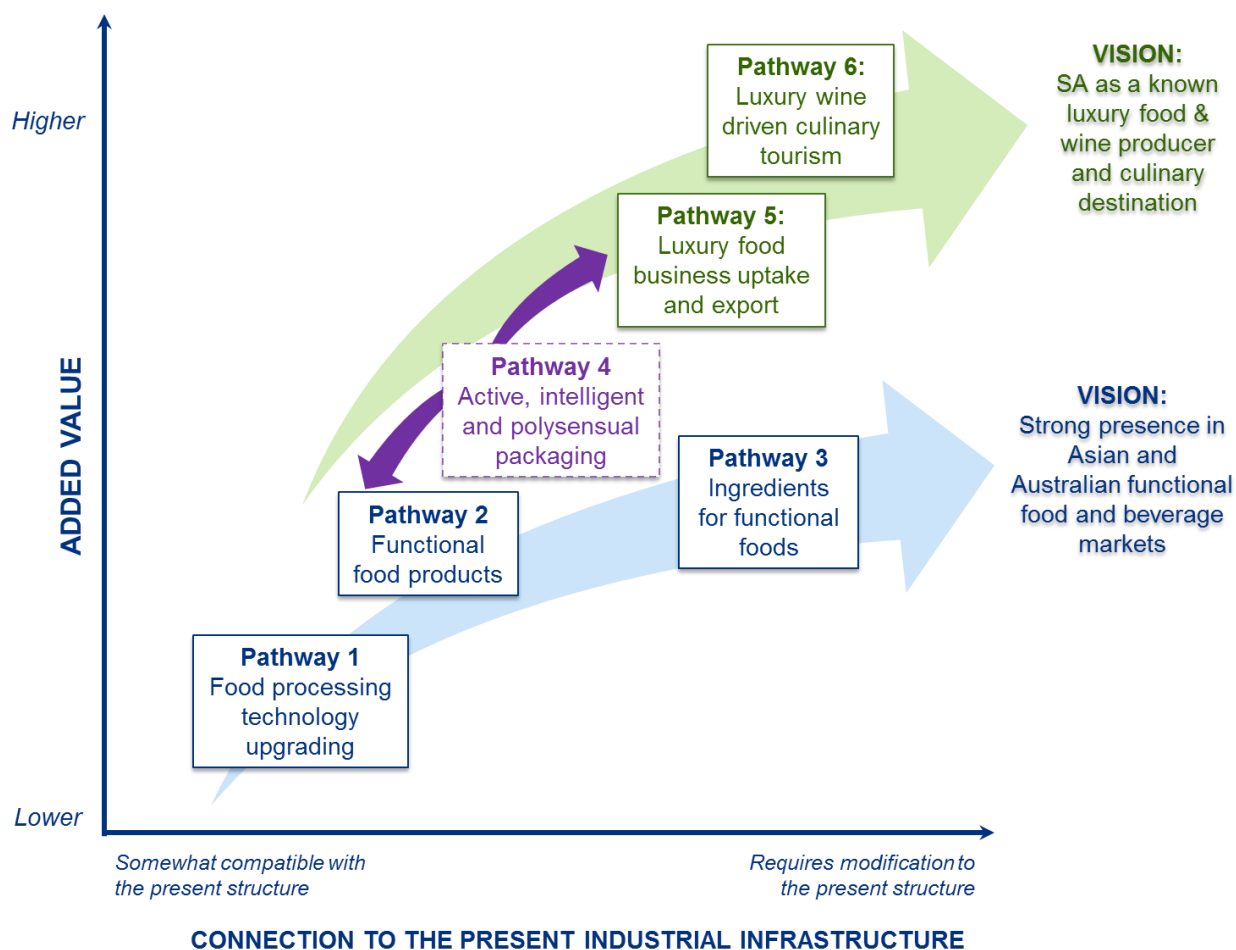 Higher
ADDED VALUE
Lower
Pathway 6:
Luxury wine
driven culinary
tourism
VISION:
SA as a known
luxury food &
wine producer
and culinary
destination
Pathway 5:
Luxury food
business uptake
and export
Pathway 4
Active, intelligent
and polysensual
packaging
VISION:
Strong presence in
Asian and
Australian functional
food and beverage
markets
Pathway 3
Ingredients
for functional
foods
Pathway 2
Functional
food products
Pathway 1
Food processing
technology
upgrading
Somewhat compatible with
the present structure
Requires modification to
the present structure
CONNECTION TO THE PRESENT INDUSTRIAL INFRASTRUCTURE